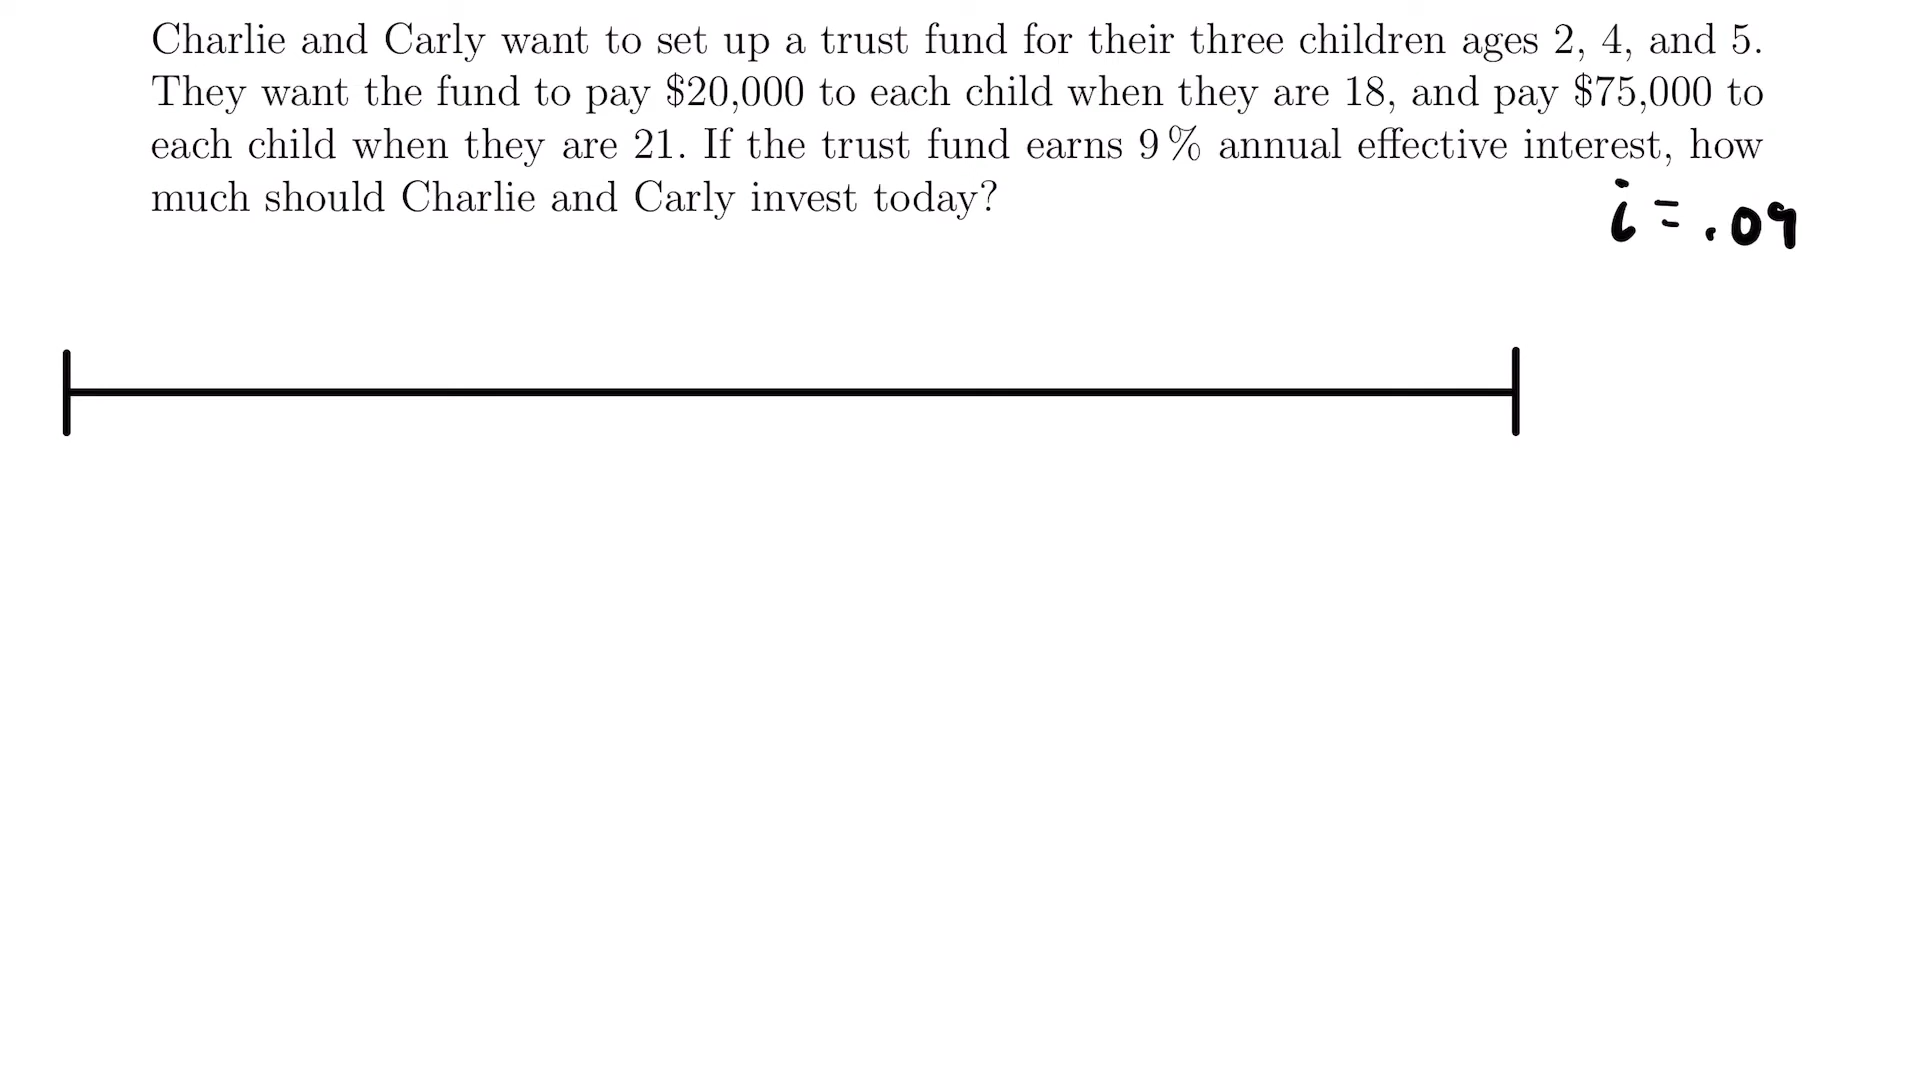 Charlie and Carly want to set up a trust fund for their three children ages 2, 4, and 5.
They want the fund to pay $20,000 to each child when they are 18, and pay $75,000 to
each child when they are 21. If the trust fund earns 9 % annual effective interest, how
much should Charlie and Carly invest today?
i = .09